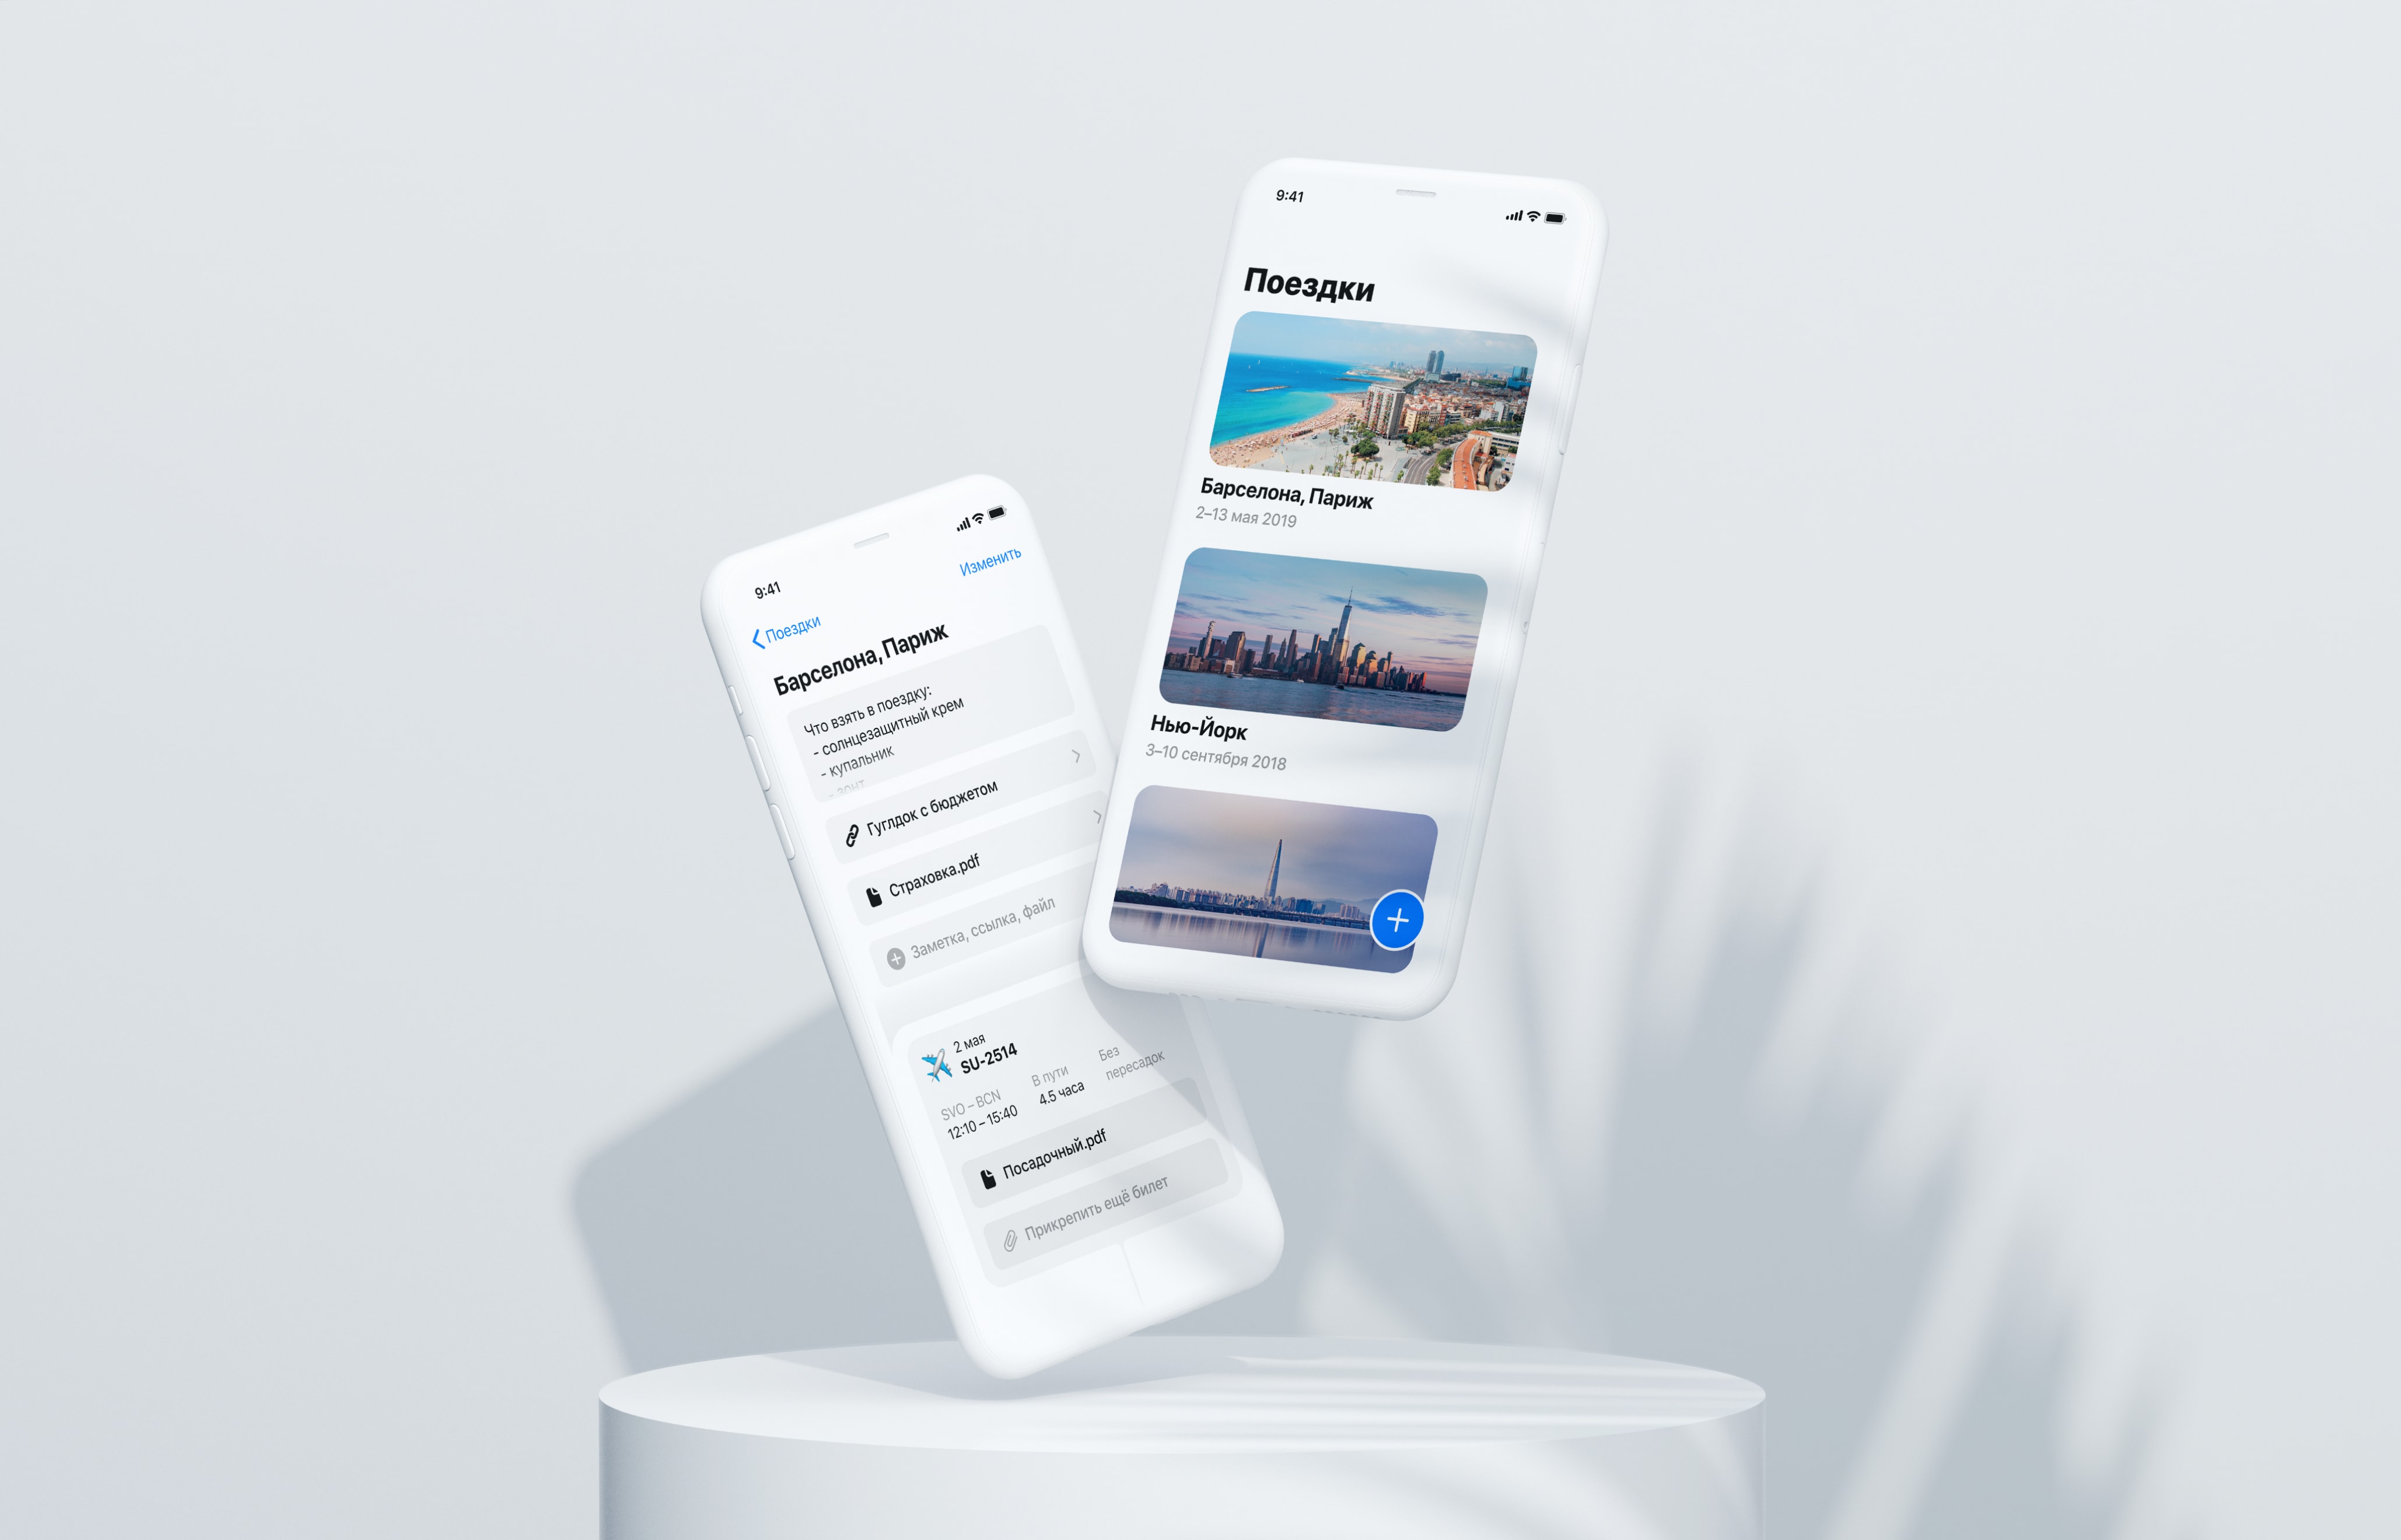 9:41
Изменить
Поездки
Барселона, Париж
Что взять в поездку:
- солнцезащитный крем
- купальник
- зонт
Гуглдок с бюджетом
Страховка.pdf
Заметка, ссылка, файл
2 мая
SU-2514
SVO – BCN
12:10 – 15:40
В пути
4.5 часа
Без
пересадок
Посадочный.pdf
Прикрепить ещё билет
9:41
Поездки
Барселона, Париж
2–13 мая 2019
Нью-Йорк
3–10 сентября 2018